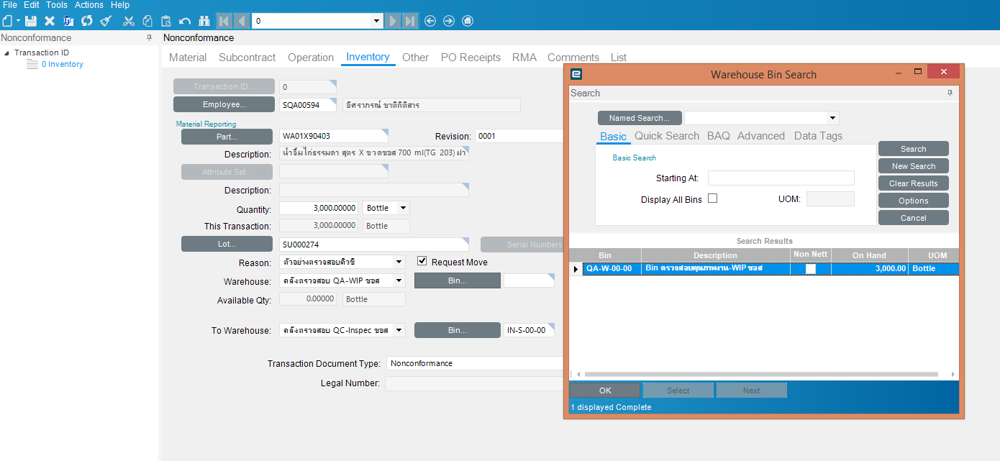 File Edit Tools Actions Help
0
Nonconformance
Nonconformance
Transaction ID
0 Inventory
Material Subcontract Operation Inventory Other PO Receipts RMA Comments List
Transaction ID... 0
Employee... SQA00594 อิศราภรณ์ ชาติกิติสาร
Material Reporting
Part... WA01X90403 Revision: 0001
Description: น้ำจิ้มไก่ธรรมดา สูตร X ขวดซอส 700 ml(TG 203) ฝา
Attribute Set...
Description:
Quantity: 3,000.00000 Bottle
This Transaction: 3,000.00000 Bottle
Lot... SU000274 Serial Numbers
Reason: ตัวอย่างตรวจสอบคิวซี Request Move
Warehouse: คลังตรวจสอบ QA-WIP ซอส Bin...
Available Qty: 0.00000 Bottle
To Warehouse: คลังตรวจสอบ QC-Inspec ซอส Bin... IN-S-00-00
Transaction Document Type: Nonconformance
Legal Number:
Warehouse Bin Search
Search
Named Search...
Basic Quick Search BAQ Advanced Data Tags
Basic Search
Starting At:
Display All Bins UOM:
Search
New Search
Clear Results
Options
Cancel
Search Results
Bin Description Non Nett On Hand UOM
QA-W-00-00 Bin ตรวจสอบคุณภาพงาน-WIP ซอส 3,000.00 Bottle
OK Select Next
1 displayed Complete